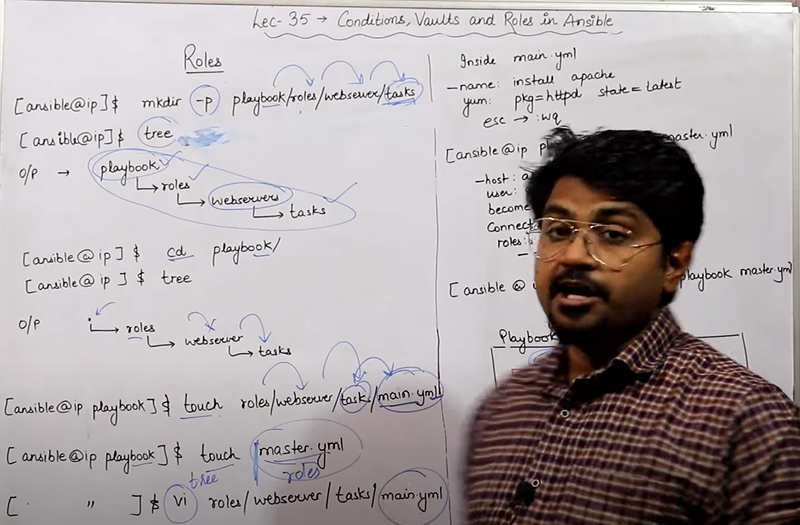 Lec-35 → Conditions, Vaults and Roles in Ansible
Roles
[ansible@ip]$ mkdir -p playbook/roles/webserver/tasks
[ansible@ip]$ tree
O/P → playbook
roles
webservers
tasks
[ansible@ip]$ cd playbook/
[ansible@ip]$ tree
O/P .
roles
webserver
tasks
[ansible@ip playbook]$ touch roles/webserver/task/main.yml
[ansible@ip playbook]$ touch master.yml
tree roles
[ " ]$ vi roles/webserver/tasks/main.yml
Inside main.yml
- name: install apache
yum: pkg=httpd state=latest
esc → :wq
[ansible@ip master.yml
- host:
user:
become
Connect
roles:
-
[ansible@ playbook master.yml
Playbook